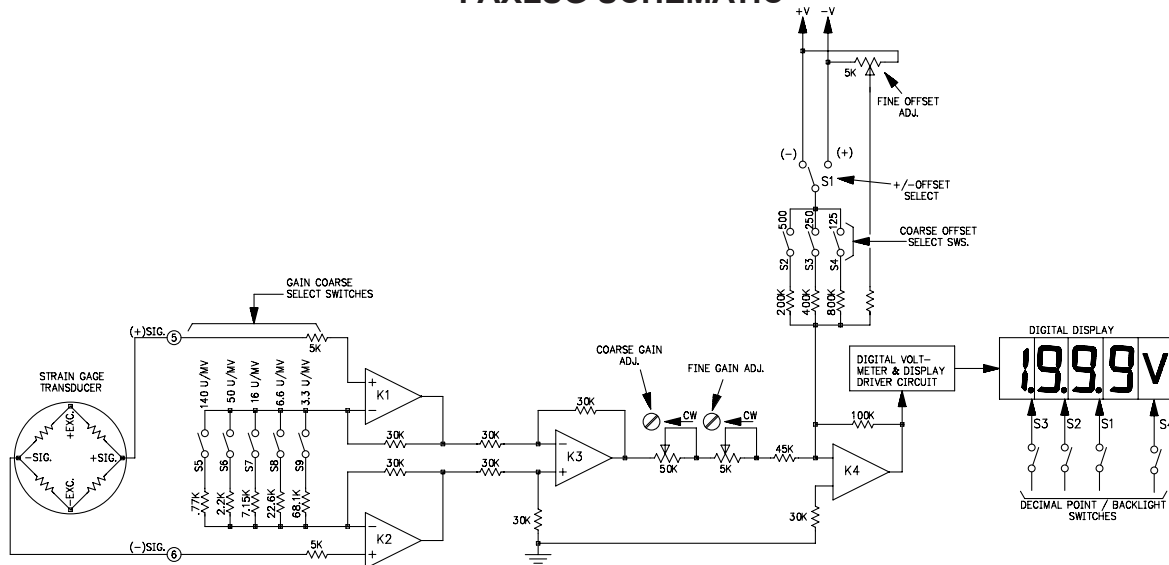 PAXLSG SCHEMATIC
+V
-V
5K
FINE OFFSET
ADJ.
(-)
(+)
S1
+/-OFFSET
SELECT
500
250
125
S2
S3
S4
COARSE OFFSET
SELECT SWS.
200K
400K
800K
GAIN COARSE
SELECT SWITCHES
(+)SIG.
5
5K
STRAIN GAGE
TRANSDUCER
+EXC.
-SIG.
+SIG.
-EXC.
140 U/MV
50 U/MV
16 U/MV
6.6 U/MV
3.3 U/MV
S5
S6
S7
S8
S9
.77K
2.2K
7.15K
22.6K
68.1K
+
K1
-
30K
30K
30K
30K
30K
-
K3
+
30K
-
K2
+
(-)SIG.
6
5K
COARSE GAIN
ADJ.
FINE GAIN ADJ.
CW
CW
50K
5K
45K
100K
K4
30K
DIGITAL VOLT-
METER & DISPLAY
DRIVER CIRCUIT
DIGITAL DISPLAY
1.9.9.9 V
S3
S2
S1
S4
DECIMAL POINT / BACKLIGHT
SWITCHES